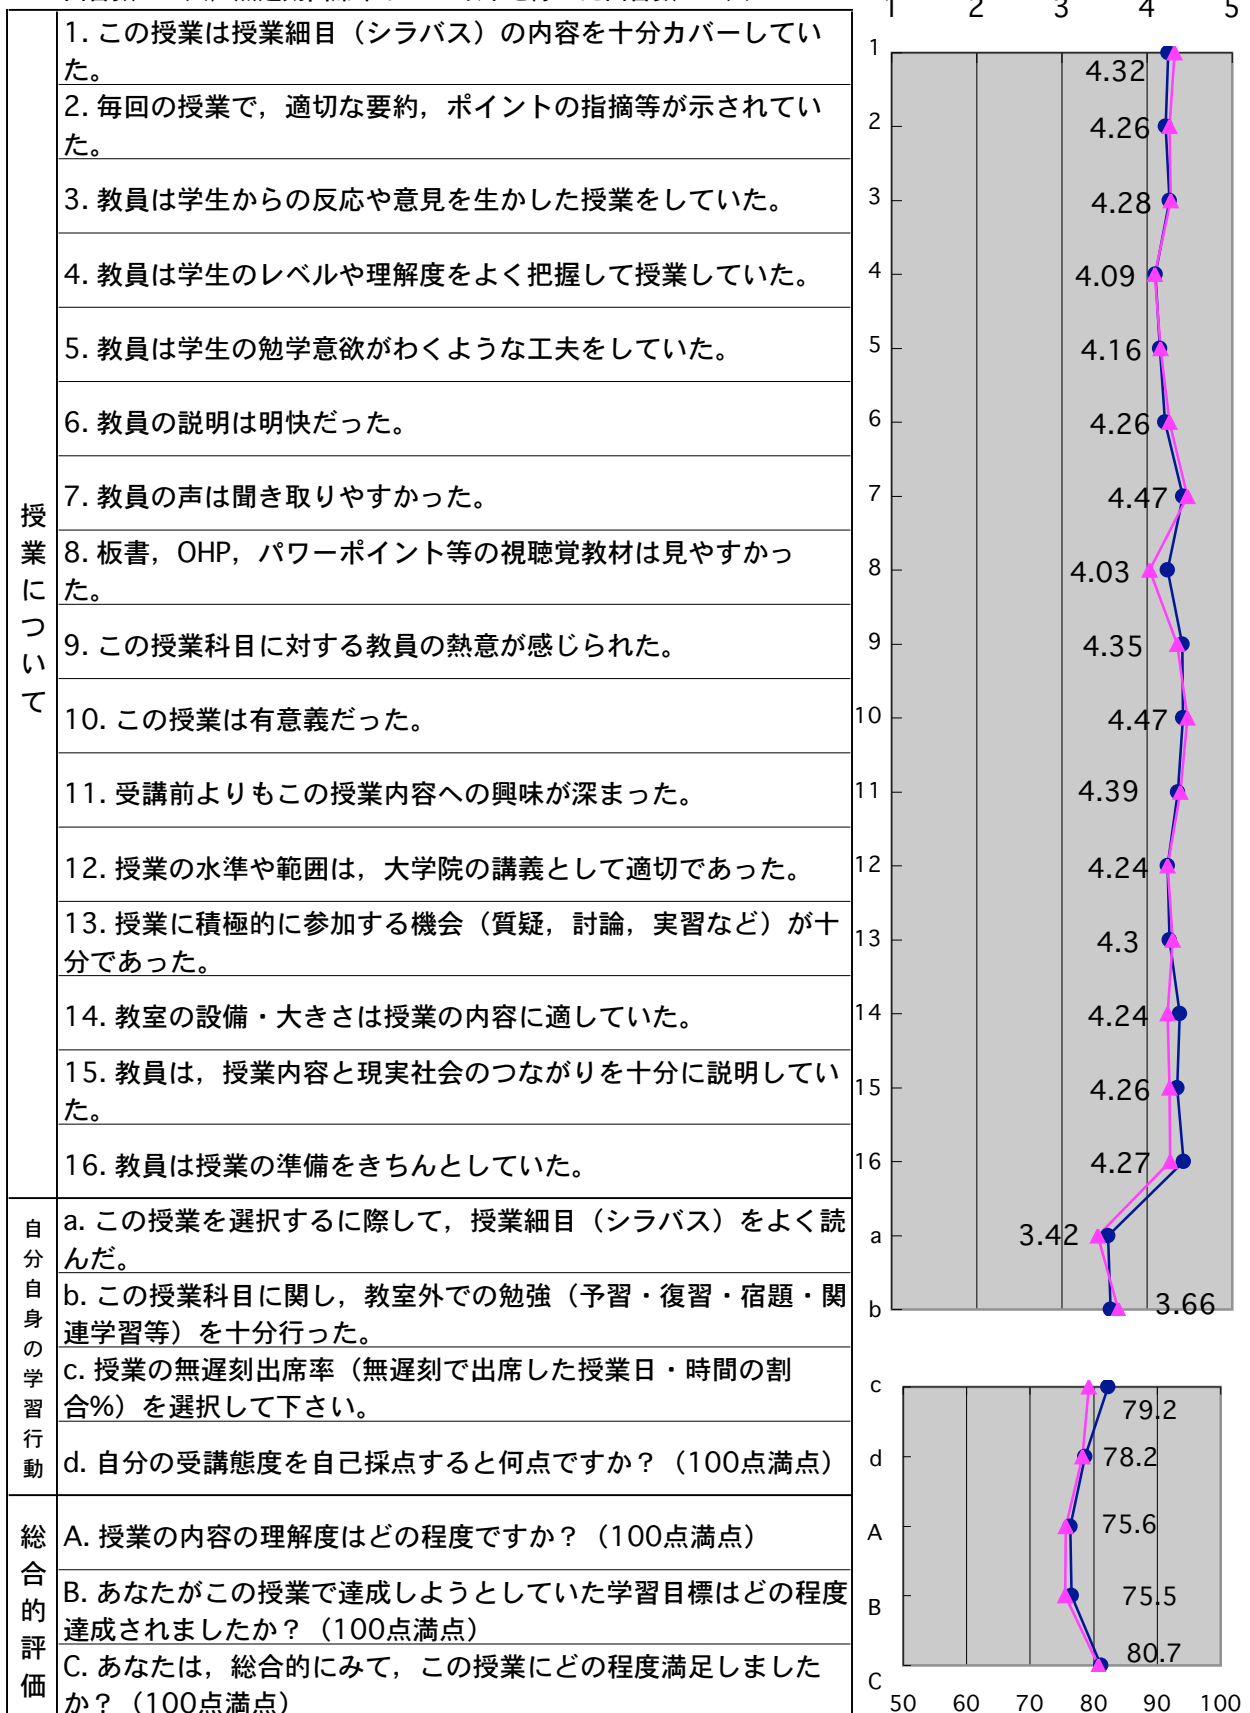 1 2 3 4 5
授業について
1. この授業は授業細目（シラバス）の内容を十分カバーしてい
た。
2. 毎回の授業で，適切な要約，ポイントの指摘等が示されてい
た。
3. 教員は学生からの反応や意見を生かした授業をしていた。
4. 教員は学生のレベルや理解度をよく把握して授業していた。
5. 教員は学生の勉学意欲がわくような工夫をしていた。
6. 教員の説明は明快だった。
7. 教員の声は聞き取りやすかった。
8. 板書，OHP，パワーポイント等の視聴覚教材は見やすかっ
た。
9. この授業科目に対する教員の熱意が感じられた。
10. この授業は有意義だった。
11. 受講前よりもこの授業内容への興味が深まった。
12. 授業の水準や範囲は，大学院の講義として適切であった。
13. 授業に積極的に参加する機会（質疑，討論，実習など）が十
分であった。
14. 教室の設備・大きさは授業の内容に適していた。
15. 教員は，授業内容と現実社会のつながりを十分に説明してい
た。
16. 教員は授業の準備をきちんとしていた。
自分自身の学習行動
a. この授業を選択するに際して，授業細目（シラバス）をよく読
んだ。
b. この授業科目に関し，教室外での勉強（予習・復習・宿題・関
連学習等）を十分行った。
c. 授業の無遅刻出席率（無遅刻で出席した授業日・時間の割
合%）を選択して下さい。
d. 自分の受講態度を自己採点すると何点ですか？（100点満点）
総合的評価
A. 授業の内容の理解度はどの程度ですか？（100点満点）
B. あなたがこの授業で達成しようとしていた学習目標はどの程度
達成されましたか？（100点満点）
C. あなたは，総合的にみて，この授業にどの程度満足しました
か？（100点満点）
1 4.32
2 4.26
3 4.28
4 4.09
5 4.16
6 4.26
7 4.47
8 4.03
9 4.35
10 4.47
11 4.39
12 4.24
13 4.3
14 4.24
15 4.26
16 4.27
a 3.42
b 3.66
c 79.2
d 78.2
A 75.6
B 75.5
C 80.7
50 60 70 80 90 100